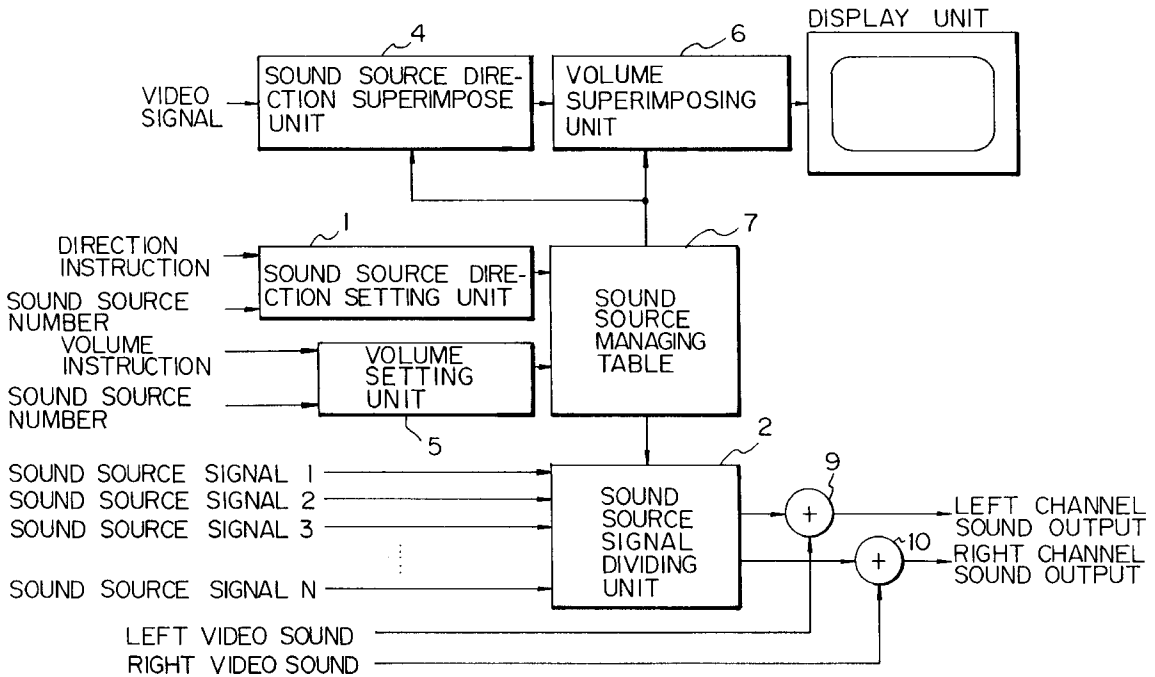 DISPLAY UNIT
4
6
SOUND SOURCE DIRE-
CTION SUPERIMPOSE
UNIT
VOLUME
SUPERIMPOSING
UNIT
VIDEO
SIGNAL
1
7
DIRECTION
INSTRUCTION
SOUND SOURCE DIRE-
CTION SETTING UNIT
SOUND SOURCE
NUMBER
SOUND
SOURCE
MANAGING
TABLE
VOLUME
INSTRUCTION
VOLUME
SETTING
UNIT
SOUND SOURCE
NUMBER
5
2
9
SOUND SOURCE SIGNAL 1
SOUND SOURCE SIGNAL 2
SOUND SOURCE SIGNAL 3
SOUND SOURCE SIGNAL N
SOUND
SOURCE
SIGNAL
DIVIDING
UNIT
+
LEFT CHANNEL
SOUND OUTPUT
10
+
RIGHT CHANNEL
SOUND OUTPUT
LEFT VIDEO SOUND
RIGHT VIDEO SOUND